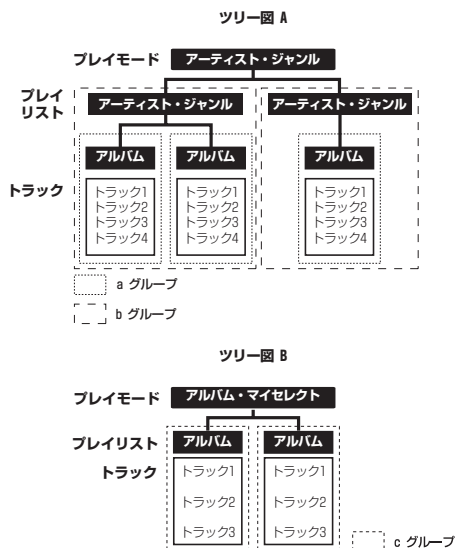 ツリー図 A
プレイモード アーティスト・ジャンル
プレイ
リスト
アーティスト・ジャンル アーティスト・ジャンル
アルバム アルバム アルバム
トラック
トラック1 トラック1 トラック1
トラック2 トラック2 トラック2
トラック3 トラック3 トラック3
トラック4 トラック4 トラック4
a グループ
b グループ
ツリー図 B
プレイモード アルバム・マイセレクト
プレイリスト アルバム アルバム
トラック トラック1 トラック1
トラック2 トラック2
トラック3 トラック3
c グループ